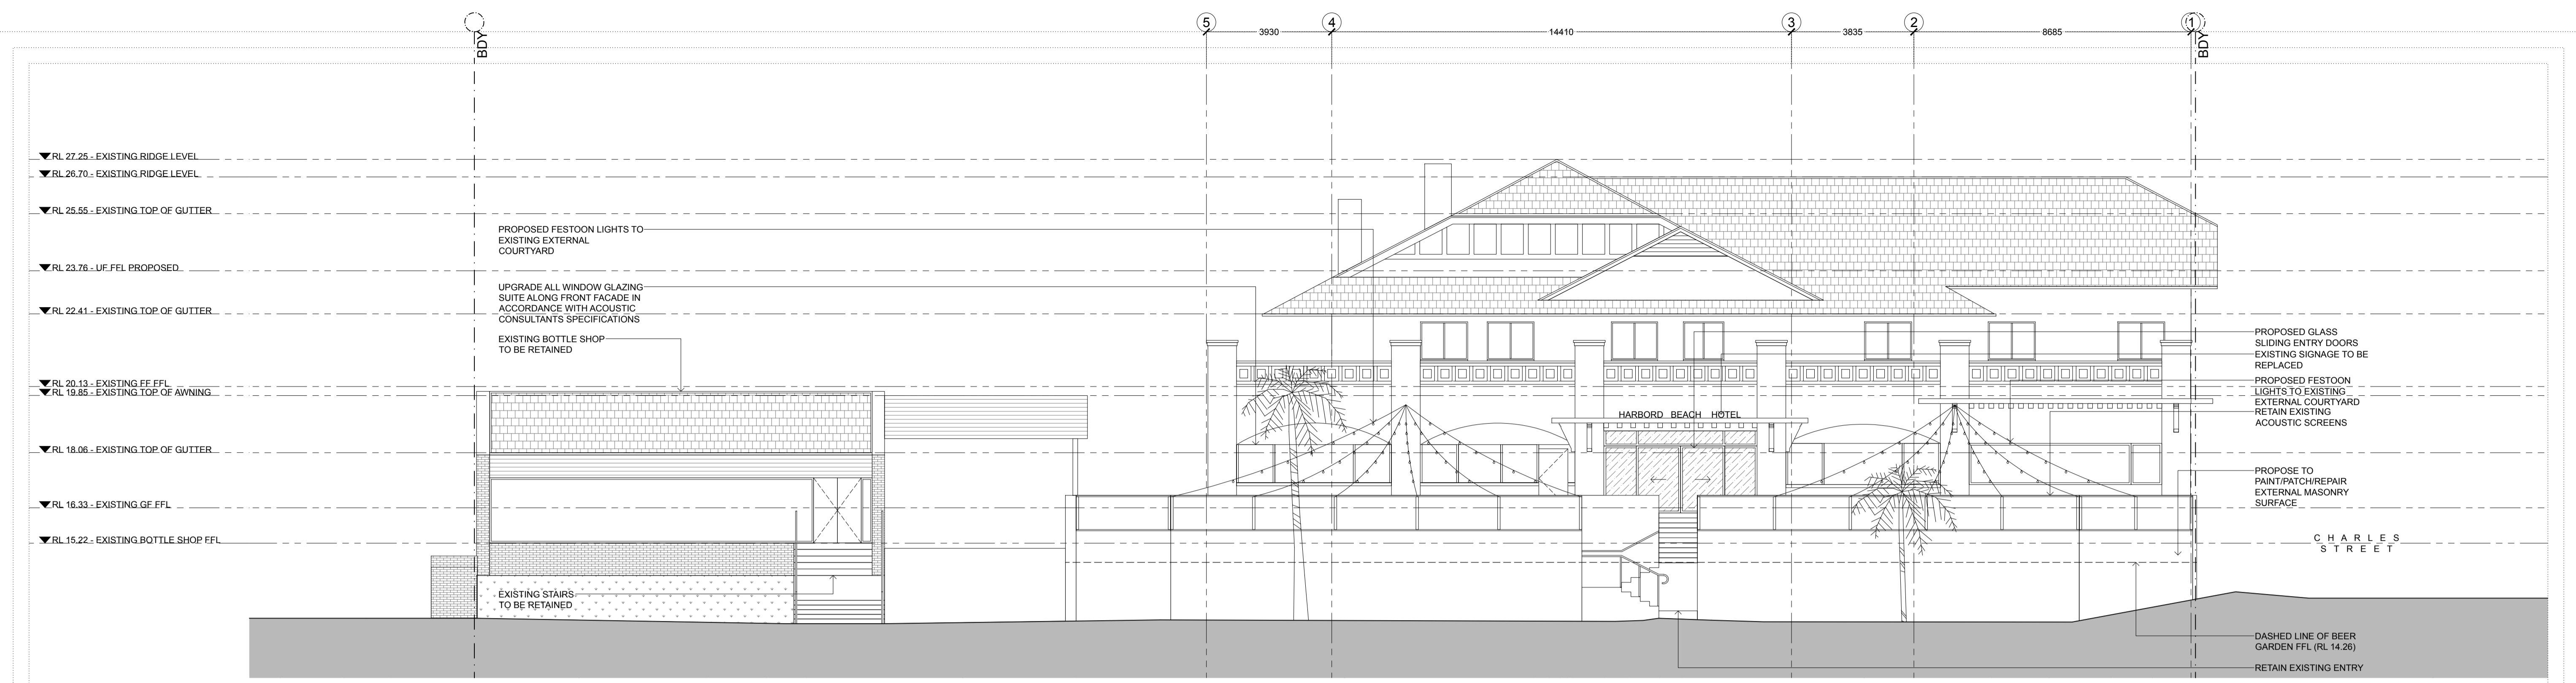 BDY
5
3930
4
14410
3
3835
2
8685
1
BDY
RL 27.25 - EXISTING RIDGE LEVEL
RL 26.70 - EXISTING RIDGE LEVEL
RL 25.55 - EXISTING TOP OF GUTTER
RL 23.76 - UF FFL PROPOSED
RL 22.41 - EXISTING TOP OF GUTTER
RL 20.13 - EXISTING FF FFL
RL 19.85 - EXISTING TOP OF AWNING
RL 18.06 - EXISTING TOP OF GUTTER
RL 16.33 - EXISTING GF FFL
RL 15.22 - EXISTING BOTTLE SHOP FFL
PROPOSED FESTOON LIGHTS TO
EXISTING EXTERNAL
COURTYARD
UPGRADE ALL WINDOW GLAZING
SUITE ALONG FRONT FACADE IN
ACCORDANCE WITH ACOUSTIC
CONSULTANTS SPECIFICATIONS
EXISTING BOTTLE SHOP
TO BE RETAINED
EXISTING STAIRS
TO BE RETAINED
HARBORD BEACH HOTEL
PROPOSED GLASS
SLIDING ENTRY DOORS
EXISTING SIGNAGE TO BE
REPLACED
PROPOSED FESTOON
LIGHTS TO EXISTING
EXTERNAL COURTYARD
RETAIN EXISTING
ACOUSTIC SCREENS
PROPOSE TO
PAINT/PATCH/REPAIR
EXTERNAL MASONRY
SURFACE
CHARLES
STREET
DASHED LINE OF BEER
GARDEN FFL (RL 14.26)
RETAIN EXISTING ENTRY